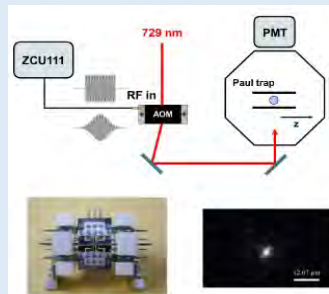 729 nm
PMT
ZCU111
RF in
AOM
Paul trap
z